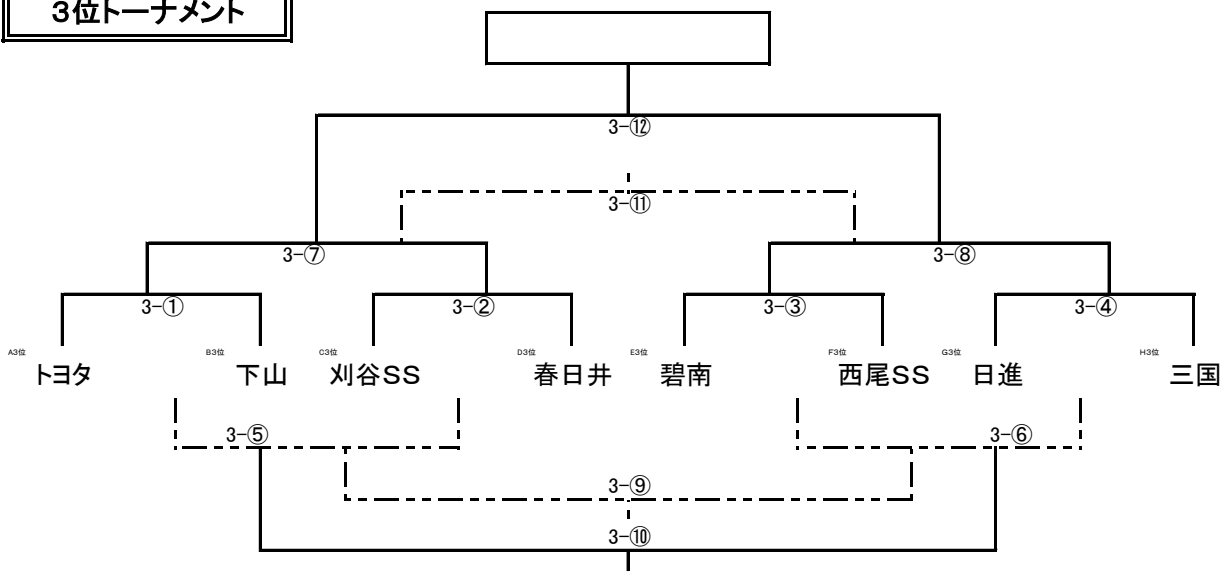 3位トーナメント
3-⑫
3-⑪
3-⑦
3-⑧
3-①
3-②
3-③
3-④
A3位
B3位
C3位
D3位
E3位
F3位
G3位
H3位
トヨタ
下山
刈谷SS
春日井
碧南
西尾SS
日進
三国
3-⑤
3-⑥
3-⑨
3-⑩